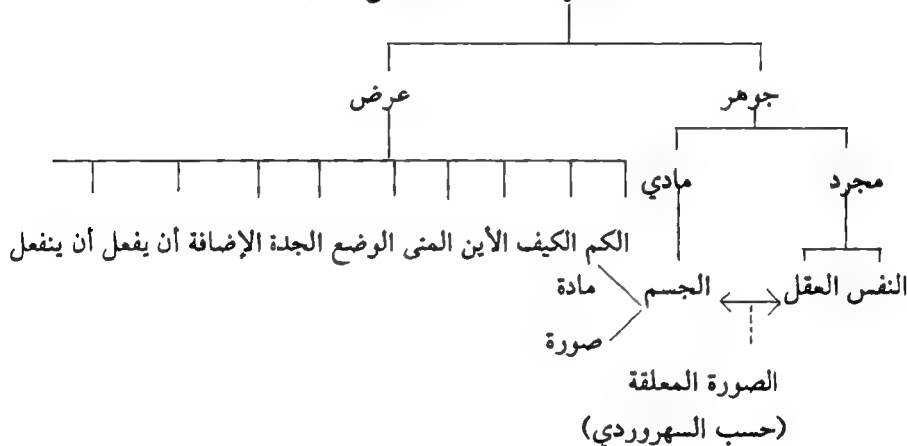 جوهر عرض
مجرد مادي
الكم الكيف الأين المتى الوضع الجدة الإضافة أن يفعل أن ينفعل
النفس العقل الجسم مادة
صورة
الصورة المعلقة
(حسب السهروردي)